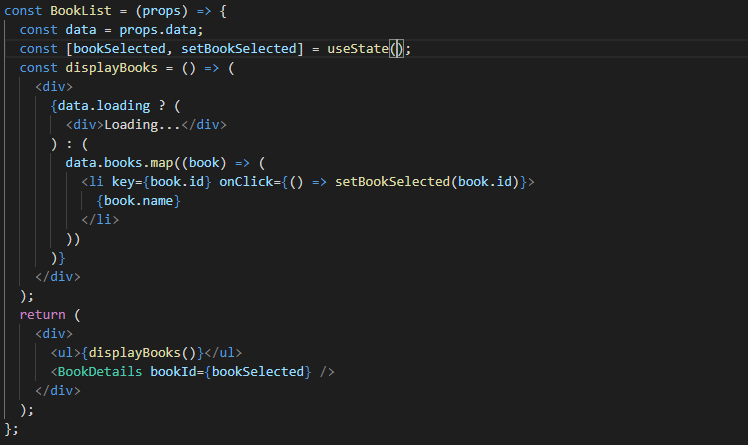 const BookList = (props) => {
  const data = props.data;
  const [bookSelected, setBookSelected] = useState();
  const displayBooks = () => (
    <div>
      {data.loading ? (
        <div>Loading...</div>
      ) : (
        data.books.map((book) => (
          <li key={book.id} onClick={() => setBookSelected(book.id)}>
            {book.name}
          </li>
        ))
      )}
    </div>
  );
  return (
    <div>
      <ul>{displayBooks()}</ul>
      <BookDetails bookId={bookSelected} />
    </div>
  );
};